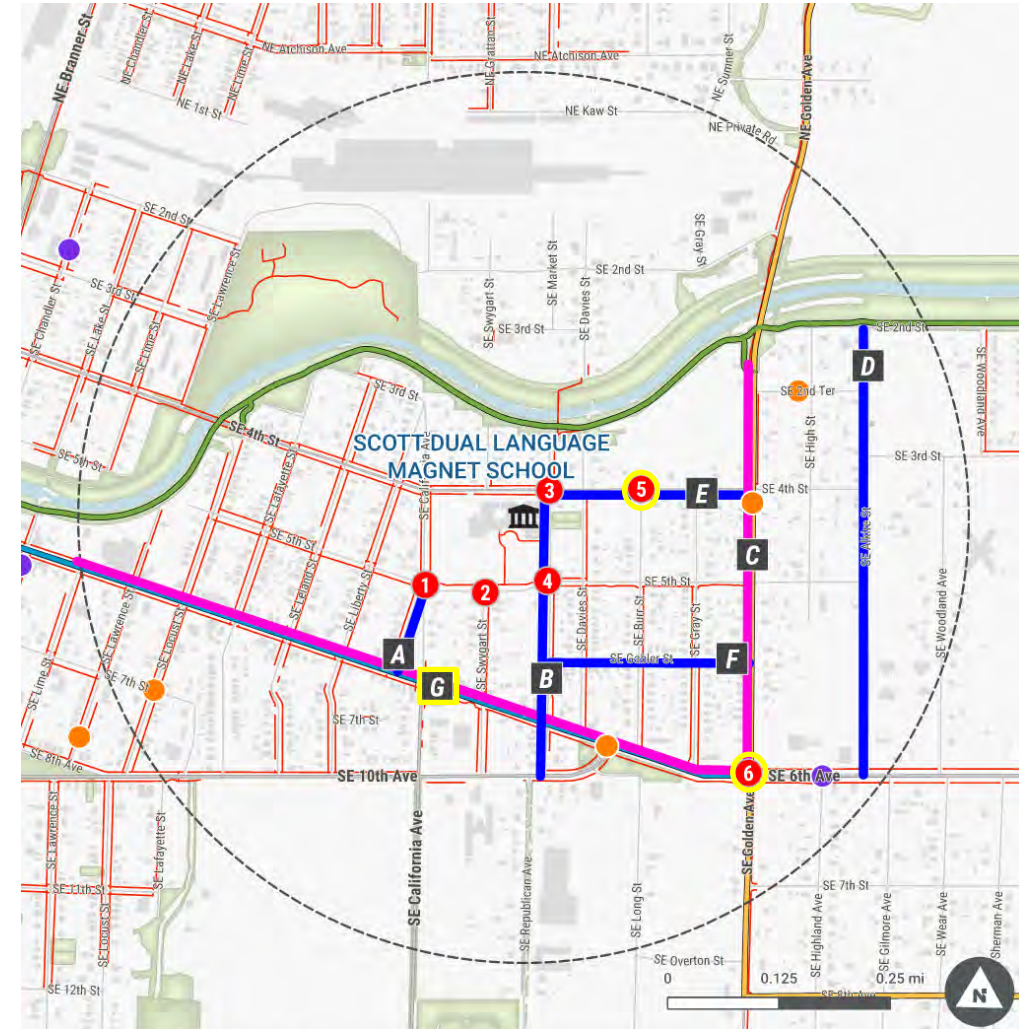 NE Branner St
NE Chandler St
NE Lake St
NE Lime St
NE Atchison Ave
NE Grattan St
NE Atchison Ave
NE Sumner St
NE 1st St
NE Kaw St
NE Private Rd
NE Golden Ave
SE 2nd St
SE Lawrence St
SE Gray St
SE Market St
SE Davies St
SE Swygart St
SE 2nd St
SE 3rd St
SE 3rd St
SE Chandler St
SE Lake St
SE Lime St
SE 2nd St
D
SE Woodland Ave
SE 2nd Ter
SE 3rd St
SE 4th St
SE High St
SE 5th St
SCOTT DUAL LANGUAGE
MAGNET SCHOOL
SE California Ave
SE 3rd St
SE Lafayette St
3
5
E
SE 4th St
SE 5th St
C
1
2
4
SE 5th St
SE Leland St
SE Liberty St
SE Lawrence St
SE Locust St
SE Lime St
SE 7th St
A
G
SE Swygart St
B
SE Davies St
SE Burr St
SE Gray St
SE Gabler St
F
SE Woodland Ave
SE 7th St
SE 8th Ave
SE 10th Ave
6
SE 6th Ave
SE Lawrence St
SE Lafayette St
SE 11th St
SE Locust St
SE 12th St
SE California Ave
SE Republican Ave
SE Long St
SE Golden Ave
SE 7th St
SE Highland Ave
SE Gilmore Ave
SE Wear Ave
Sherman Ave
SE Overton St
0
0.125
0.25 mi
SE 8th Ave
N